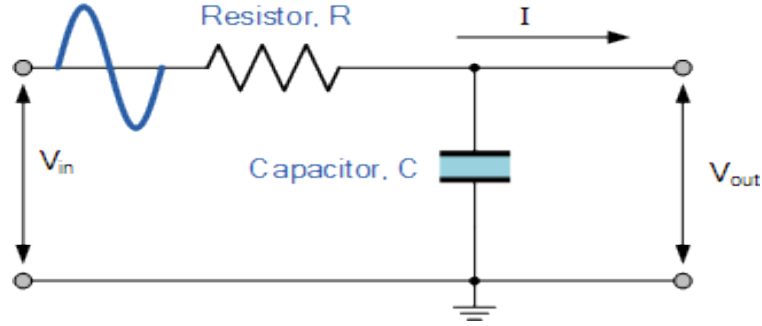 Resistor, R
I
Vin
Capacitor, C
Vout